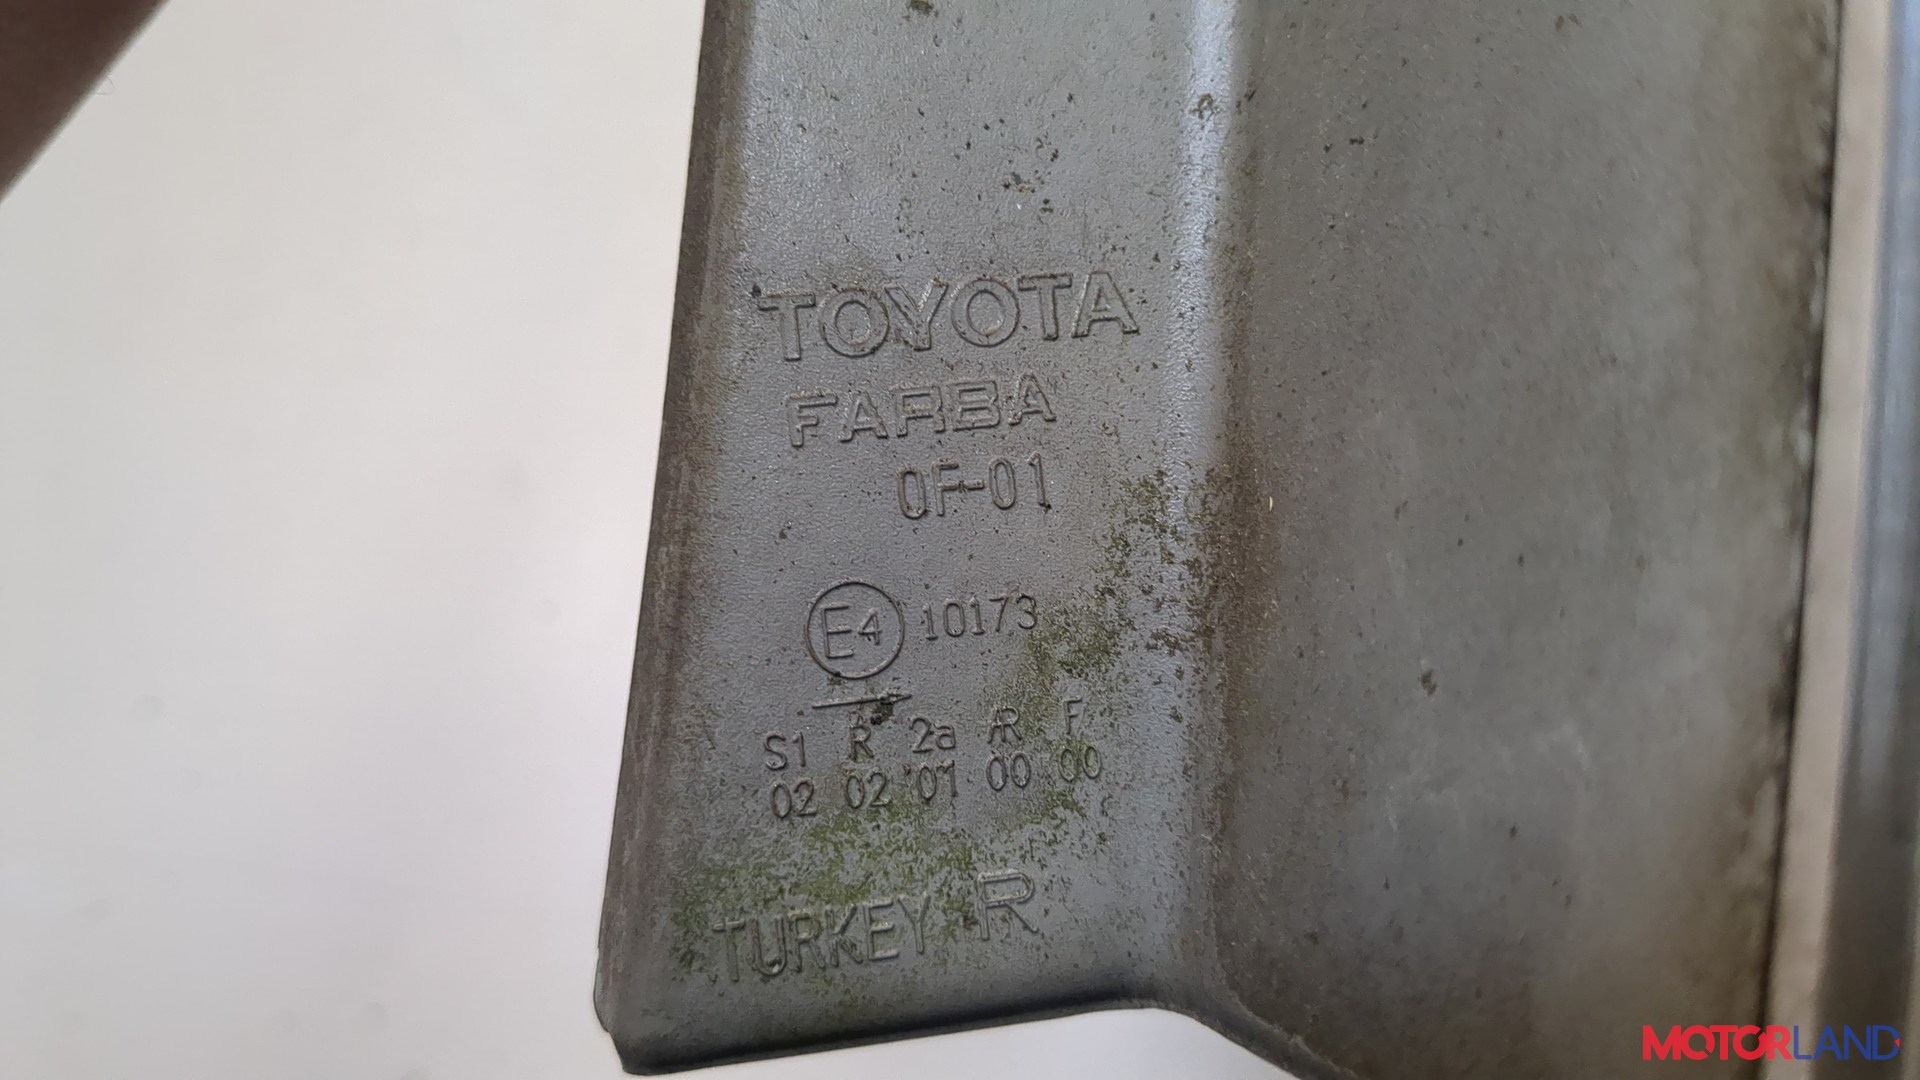 TOYOTA
FARBA
0F-01
E4 10173
S1 R 2a AR F
02 02 01 00 00
TURKEY R
MOTORLAND